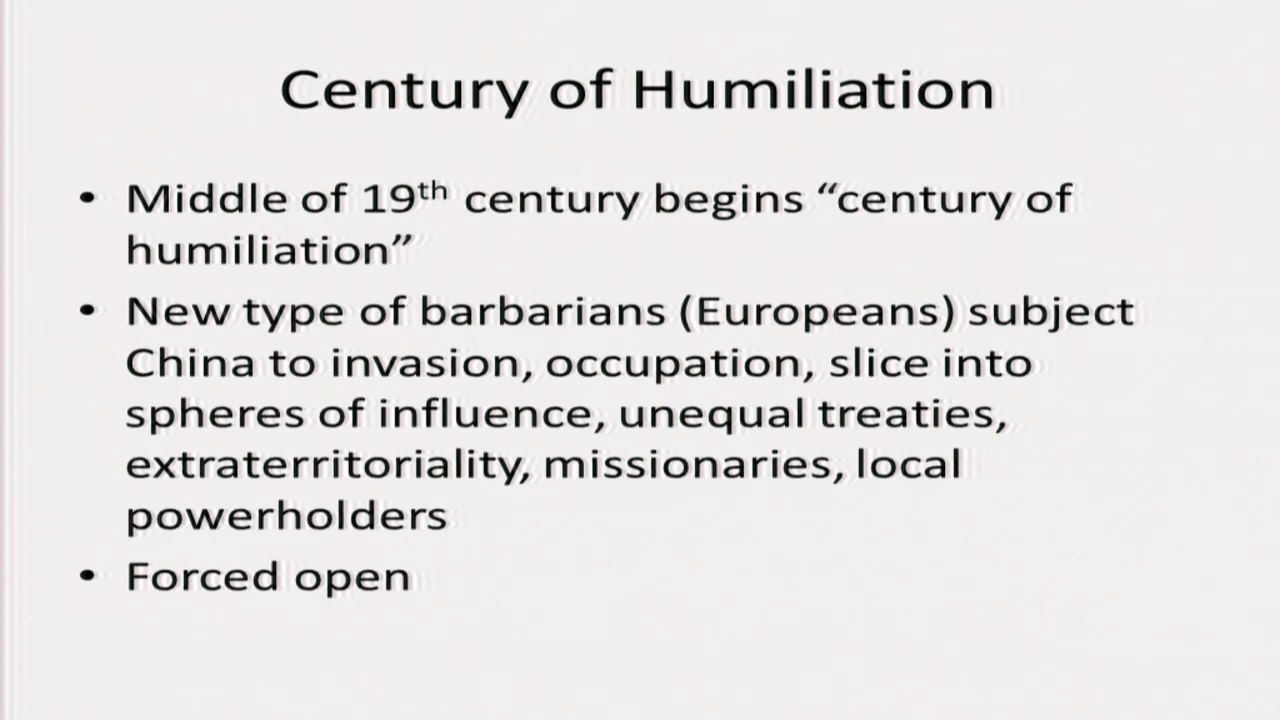 Century of Humiliation
• Middle of 19th century begins “century of
humiliation”
• New type of barbarians (Europeans) subject
China to invasion, occupation, slice into
spheres of influence, unequal treaties,
extraterritoriality, missionaries, local
powerholders
• Forced open